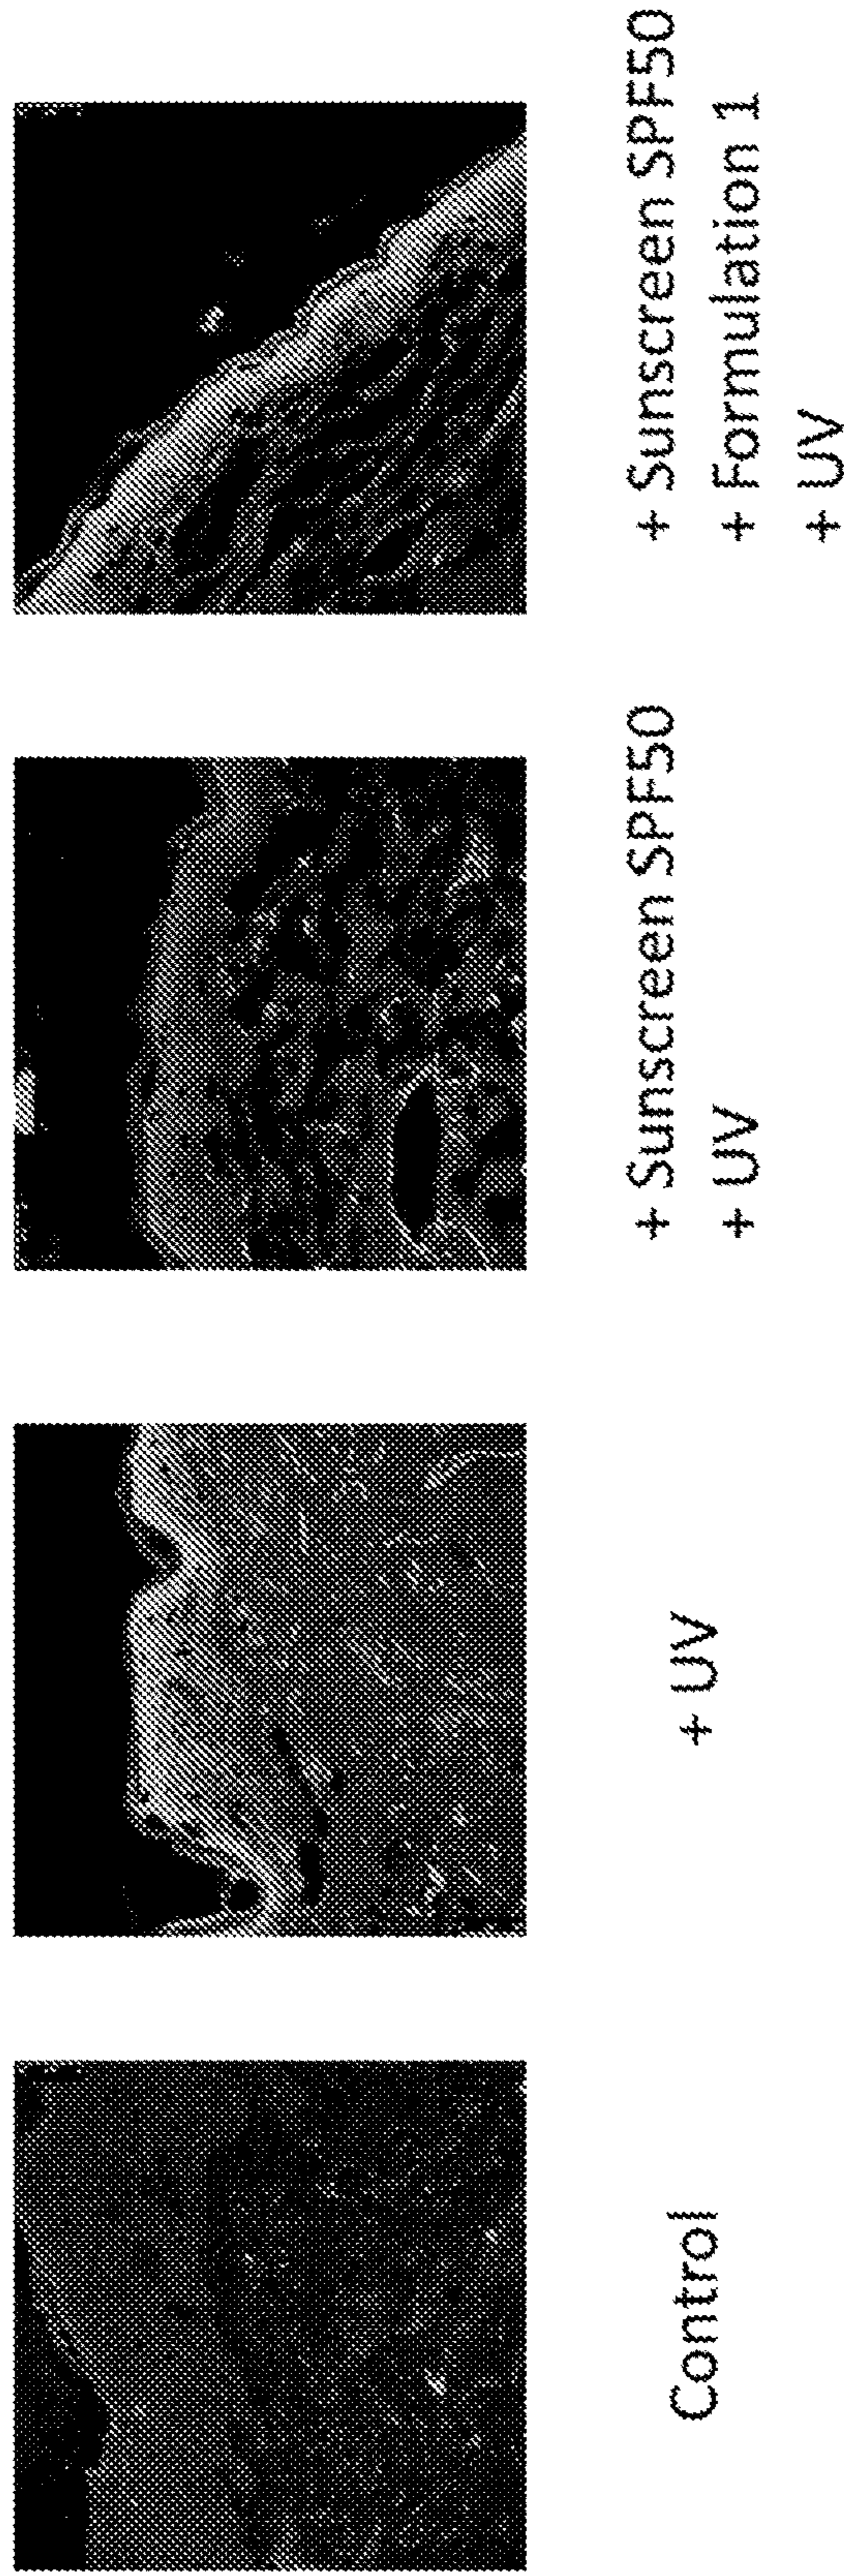 Control
+ UV
+ Sunscreen SPF50
+ UV
+ Sunscreen SPF50
+ Formulation 1
+ UV